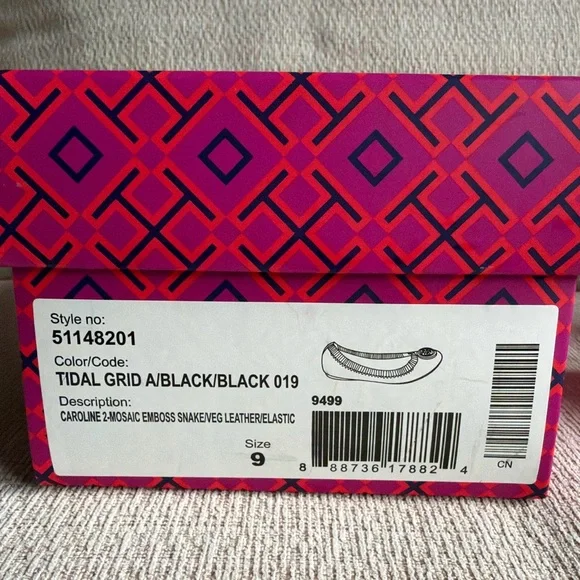 Style no:
51148201
Color/Code:
TIDAL GRID A/BLACK/BLACK 019
Description:
CAROLINE 2-MOSAIC EMBOSS SNAKE/VEG LEATHER/ELASTIC
Size
9
9499
8 88736 17882 4
CN